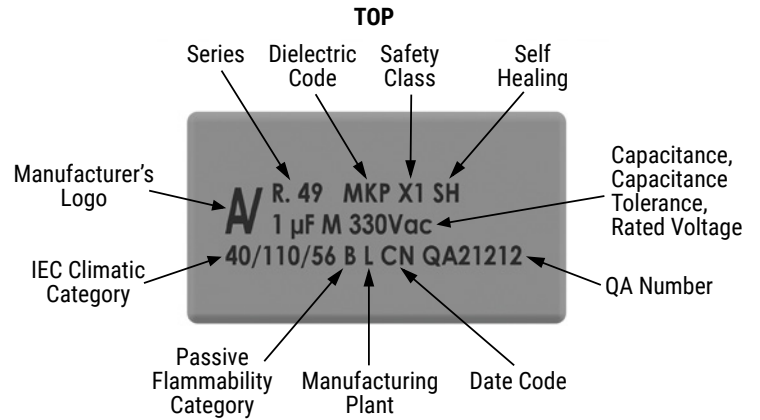 TOP
Series
Dielectric
Code
Safety
Class
Self
Healing
Manufacturer's
Logo
R. 49 MKP X1 SH
1 µF M 330Vac
40/110/56 B L CN QA21212
Capacitance,
Capacitance
Tolerance,
Rated Voltage
IEC Climatic
Category
QA Number
Passive
Flammability
Category
Manufacturing
Plant
Date Code